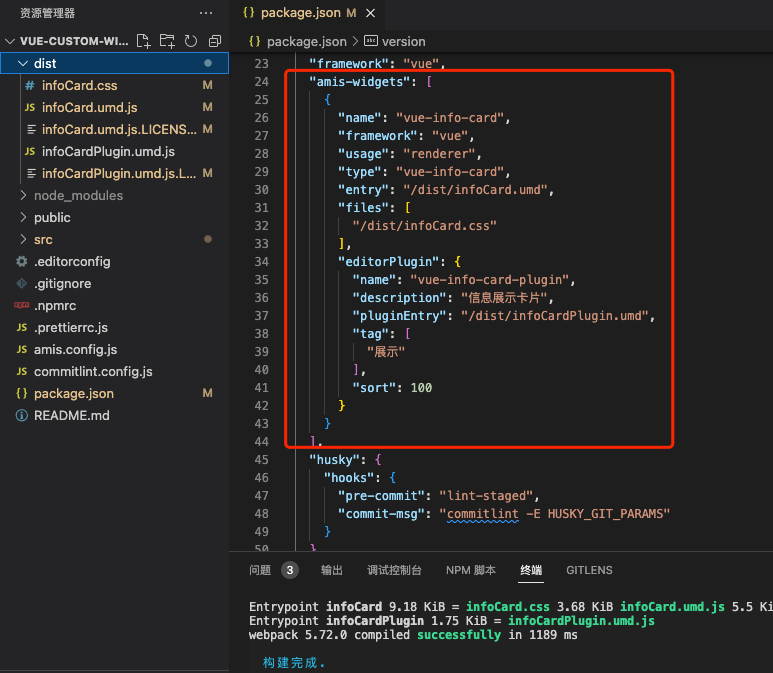 资源管理器
···
VUE-CUSTOM-WI...
dist
# infoCard.css M
JS infoCard.umd.js M
infoCard.umd.js.LICENS... M
JS infoCardPlugin.umd.js
infoCardPlugin.umd.js.L... M
node_modules
public
src
.editorconfig
.gitignore
.npmrc
JS .prettierrc.js
JS amis.config.js
JS commitlint.config.js
{} package.json M
README.md
{} package.json M
{} package.json > abc version
23 "framework": "vue",
24 "amis-widgets": [
25 {
26 "name": "vue-info-card",
27 "framework": "vue",
28 "usage": "renderer",
29 "type": "vue-info-card",
30 "entry": "/dist/infoCard.umd",
31 "files": [
32 "/dist/infoCard.css"
33 ],
34 "editorPlugin": {
35 "name": "vue-info-card-plugin",
36 "description": "信息展示卡片",
37 "pluginEntry": "/dist/infoCardPlugin.umd",
38 "tag": [
39 "展示"
40 ],
41 "sort": 100
42 }
43 }
44 ],
45 "husky": {
46 "hooks": {
47 "pre-commit": "lint-staged",
48 "commit-msg": "commitlint -E HUSKY_GIT_PARAMS"
49 }
50 }
问题 3 输出 调试控制台 NPM 脚本 终端 GITLENS
Entrypoint infoCard 9.18 KiB = infoCard.css 3.68 KiB infoCard.umd.js 5.5 Ki
Entrypoint infoCardPlugin 1.75 KiB = infoCardPlugin.umd.js
webpack 5.72.0 compiled successfully in 1189 ms
构建完成.